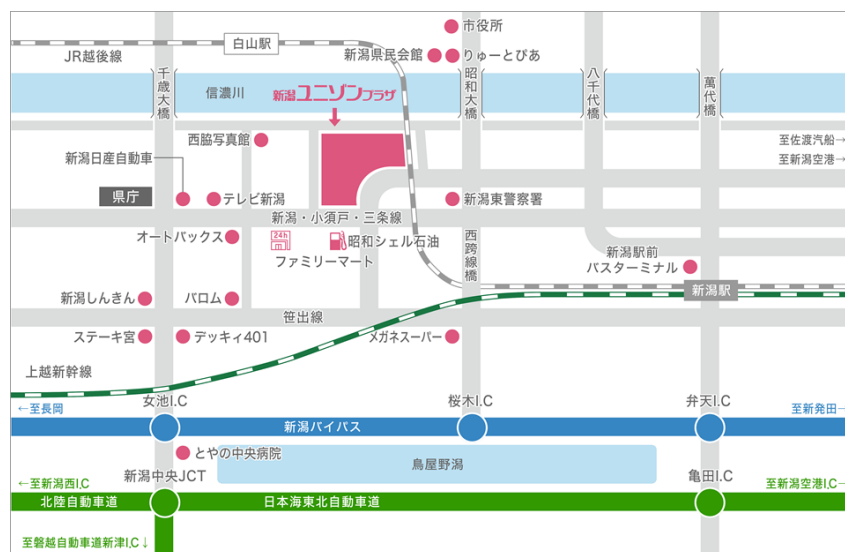 市役所
白山駅
新潟県民会館
りゅーとぴあ
JR越後線
千歳大橋
昭和大橋
八千代橋
萬代橋
信濃川
新潟ユニゾンプラザ
西脇写真館
至佐渡汽船→
新潟日産自動車
至新潟空港→
県庁
テレビ新潟
新潟東警察署
新潟・小須戸・三条線
オートバックス
24h
昭和シェル石油
西跨線橋
ファミリーマート
新潟駅前
バスターミナル
新潟駅
新潟しんきん
バロム
笹出線
ステーキ宮
デッキィ401
メガネスーパー
上越新幹線
女池I.C
桜木I.C
弁天I.C
←至長岡
新潟バイパス
至新発田→
とやの中央病院
鳥屋野潟
新潟中央JCT
亀田I.C
←至新潟西I.C
至新潟空港I.C→
北陸自動車道
日本海東北自動車道
至磐越自動車道新津I.C↓